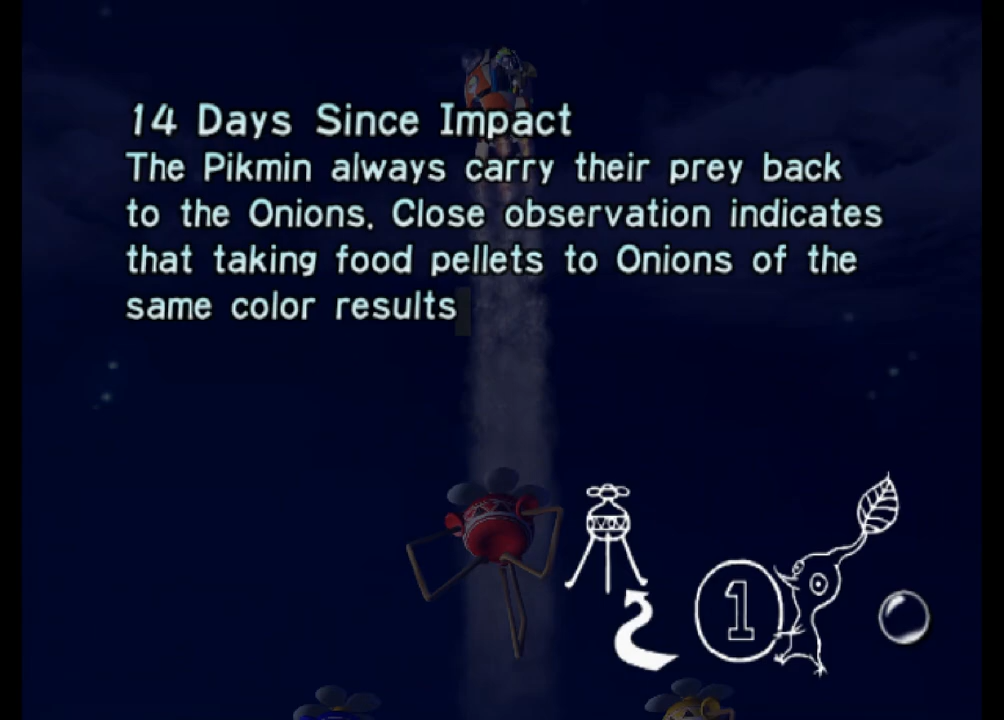 14 Days Since Impact
The Pikmin always carry their prey back
to the Onions. Close observation indicates
that taking food pellets to Onions of the
same color results
1